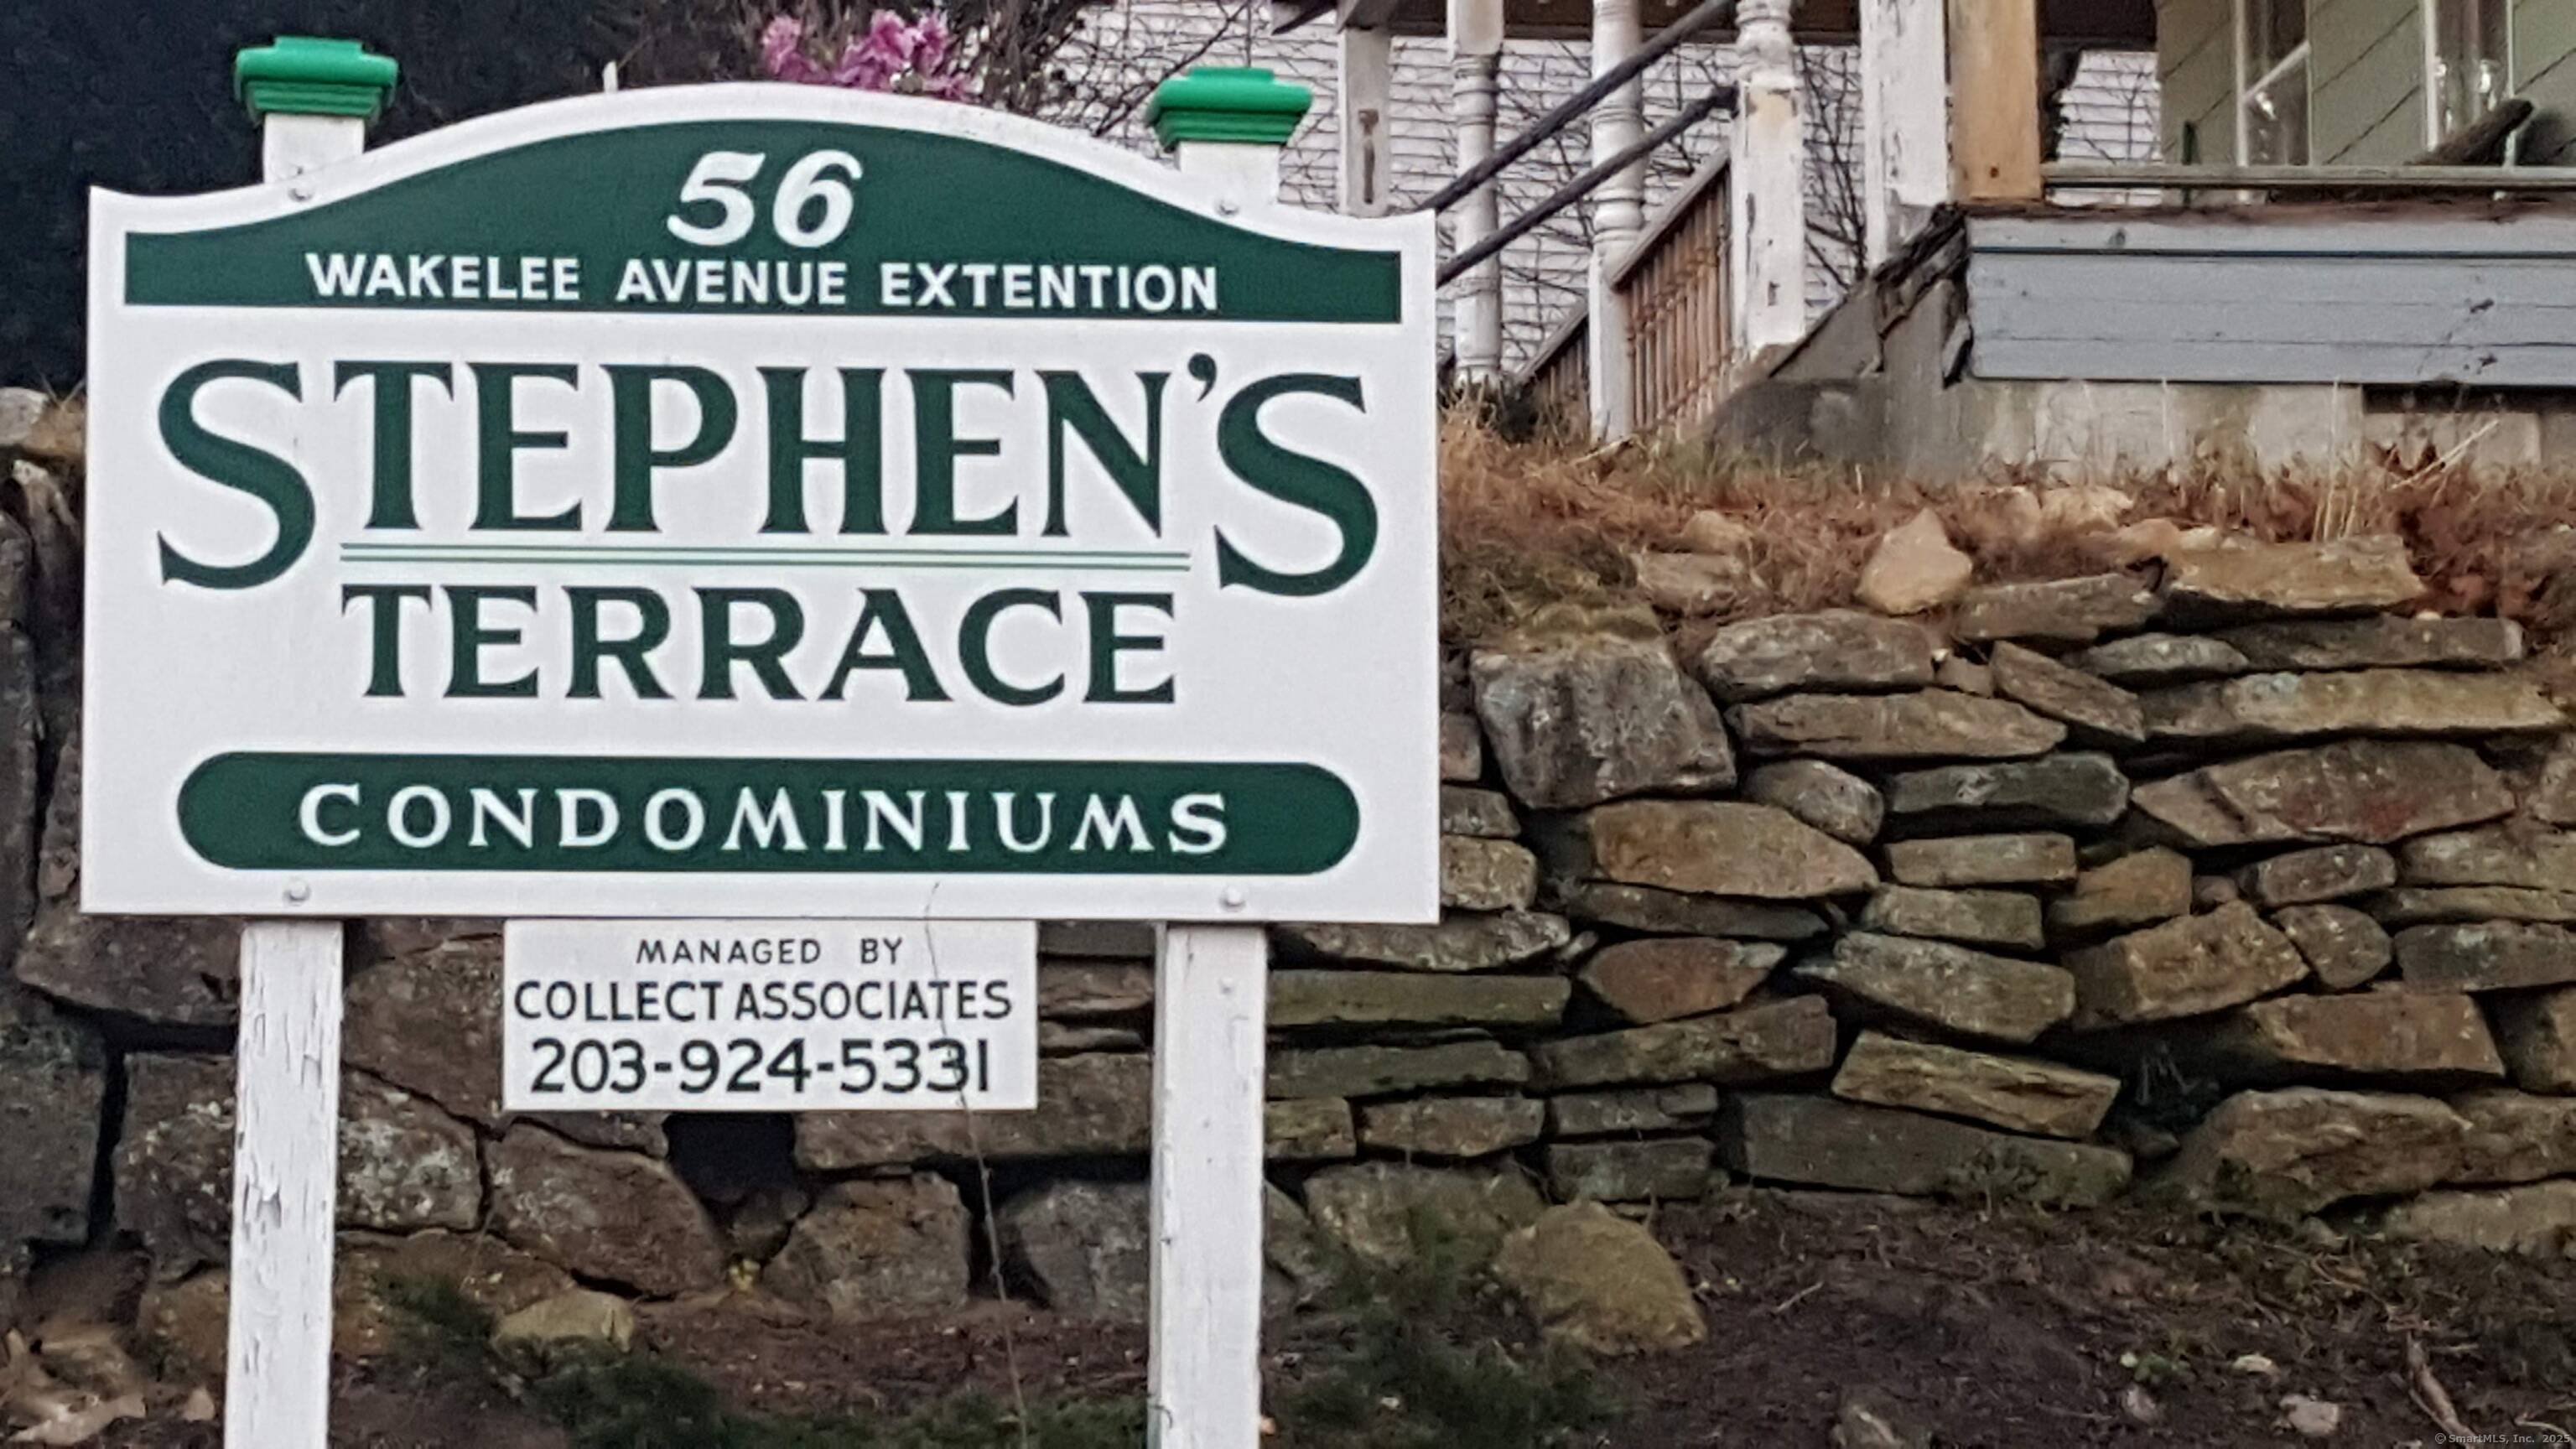 56
WAKELEE AVENUE EXTENTION
STEPHEN'S
TERRACE
CONDOMINIUMS
MANAGED BY
COLLECT ASSOCIATES
203-924-5331
© SmartMLS, Inc. 2025